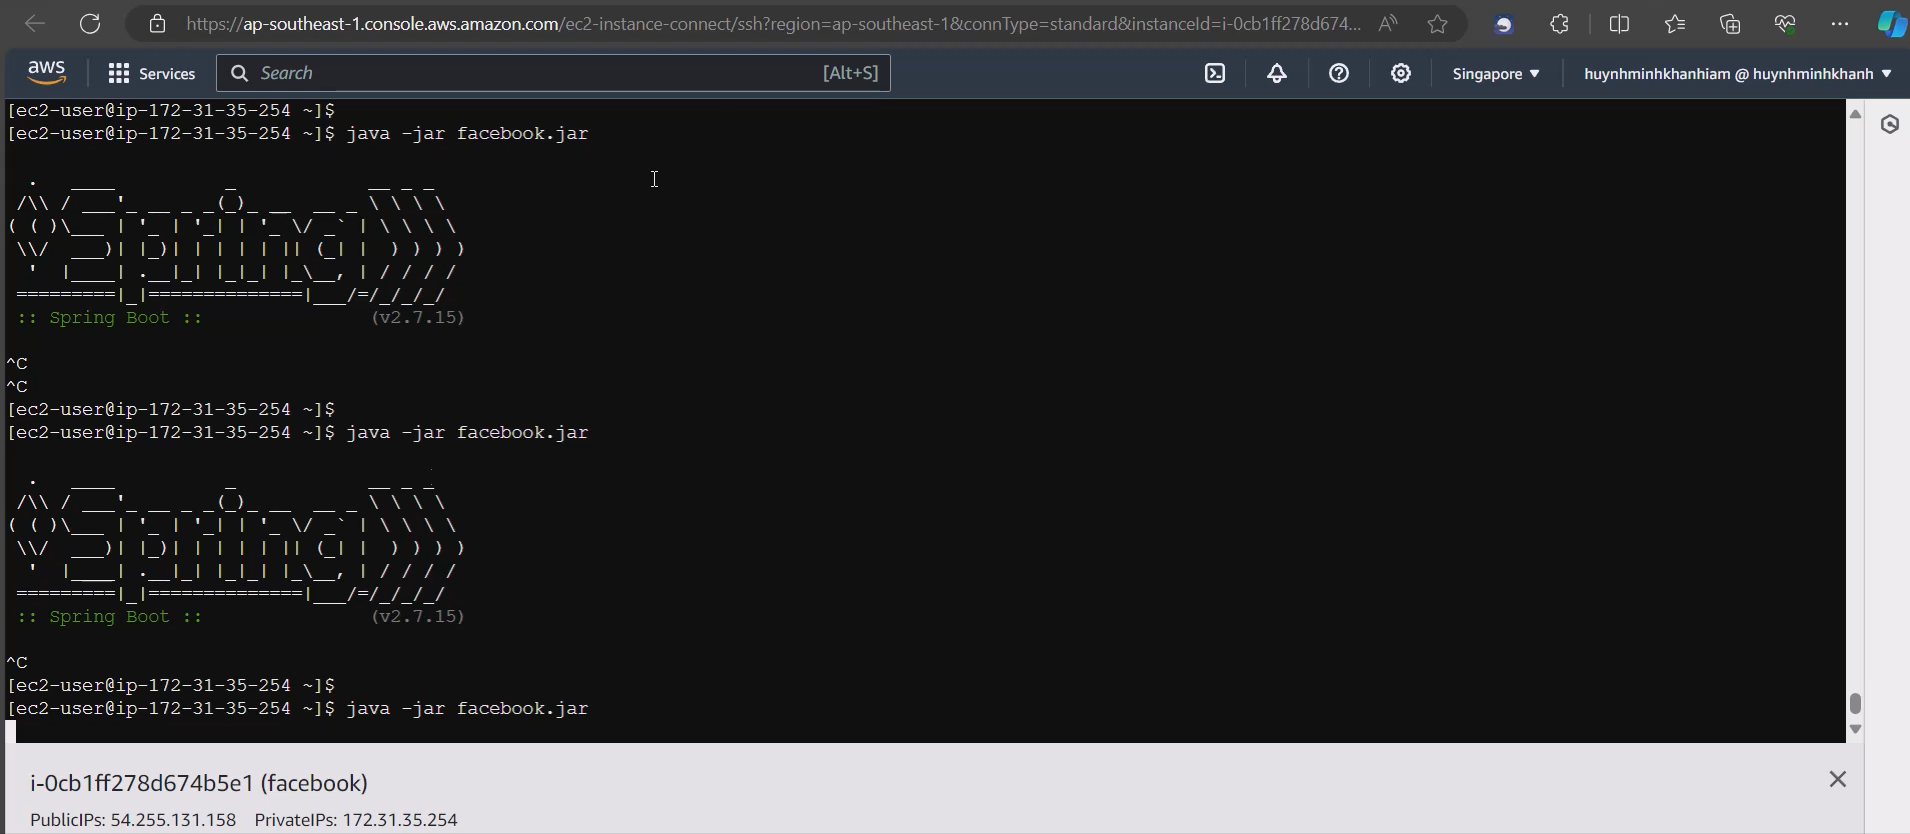 https://ap-southeast-1.console.aws.amazon.com/ec2-instance-connect/ssh?region=ap-southeast-1&connType=standard&instanceId=i-0cb1ff278d674...
aws Services Search [Alt+S] Singapore huynhminhkhanhiam @ huynhminhkhanh
[ec2-user@ip-172-31-35-254 ~]$
[ec2-user@ip-172-31-35-254 ~]$ java -jar facebook.jar
  .   ____          _            __ _ _
 /\\ / ___'_ __ _ _(_)_ __  __ _ \ \ \ \
( ( )\___ | '_ | '_| | '_ \/ _` | \ \ \ \
 \\/  ___)| |_)| | | | | || (_| |  ) ) ) )
  '  |____| .__|_| |_|_| |_\__, | / / / /
 =========|_|==============|___/=/_/_/_/
 :: Spring Boot ::               (v2.7.15)
^C
^C
[ec2-user@ip-172-31-35-254 ~]$
[ec2-user@ip-172-31-35-254 ~]$ java -jar facebook.jar
  .   ____          _            __ _ _
 /\\ / ___'_ __ _ _(_)_ __  __ _ \ \ \ \
( ( )\___ | '_ | '_| | '_ \/ _` | \ \ \ \
 \\/  ___)| |_)| | | | | || (_| |  ) ) ) )
  '  |____| .__|_| |_|_| |_\__, | / / / /
 =========|_|==============|___/=/_/_/_/
 :: Spring Boot ::               (v2.7.15)
^C
[ec2-user@ip-172-31-35-254 ~]$
[ec2-user@ip-172-31-35-254 ~]$ java -jar facebook.jar
i-0cb1ff278d674b5e1 (facebook)
PublicIPs: 54.255.131.158 PrivateIPs: 172.31.35.254